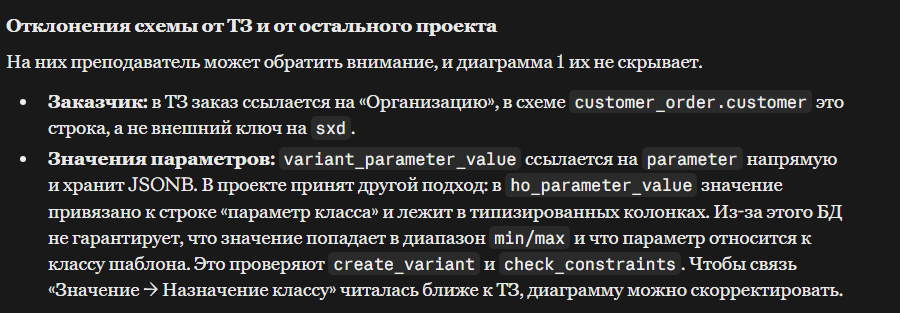 Отклонения схемы от ТЗ и от остального проекта
На них преподаватель может обратить внимание, и диаграмма 1 их не скрывает.
• Заказчик: в ТЗ заказ ссылается на «Организацию», в схеме customer_order.customer это
строка, а не внешний ключ на sxd.
• Значения параметров: variant_parameter_value ссылается на parameter напрямую
и хранит JSONB. В проекте принят другой подход: в ho_parameter_value значение
привязано к строке «параметр класса» и лежит в типизированных колонках. Из-за этого БД
не гарантирует, что значение попадает в диапазон min/max и что параметр относится к
классу шаблона. Это проверяют create_variant и check_constraints. Чтобы связь
«Значение → Назначение классу» читалась ближе к ТЗ, диаграмму можно скорректировать.